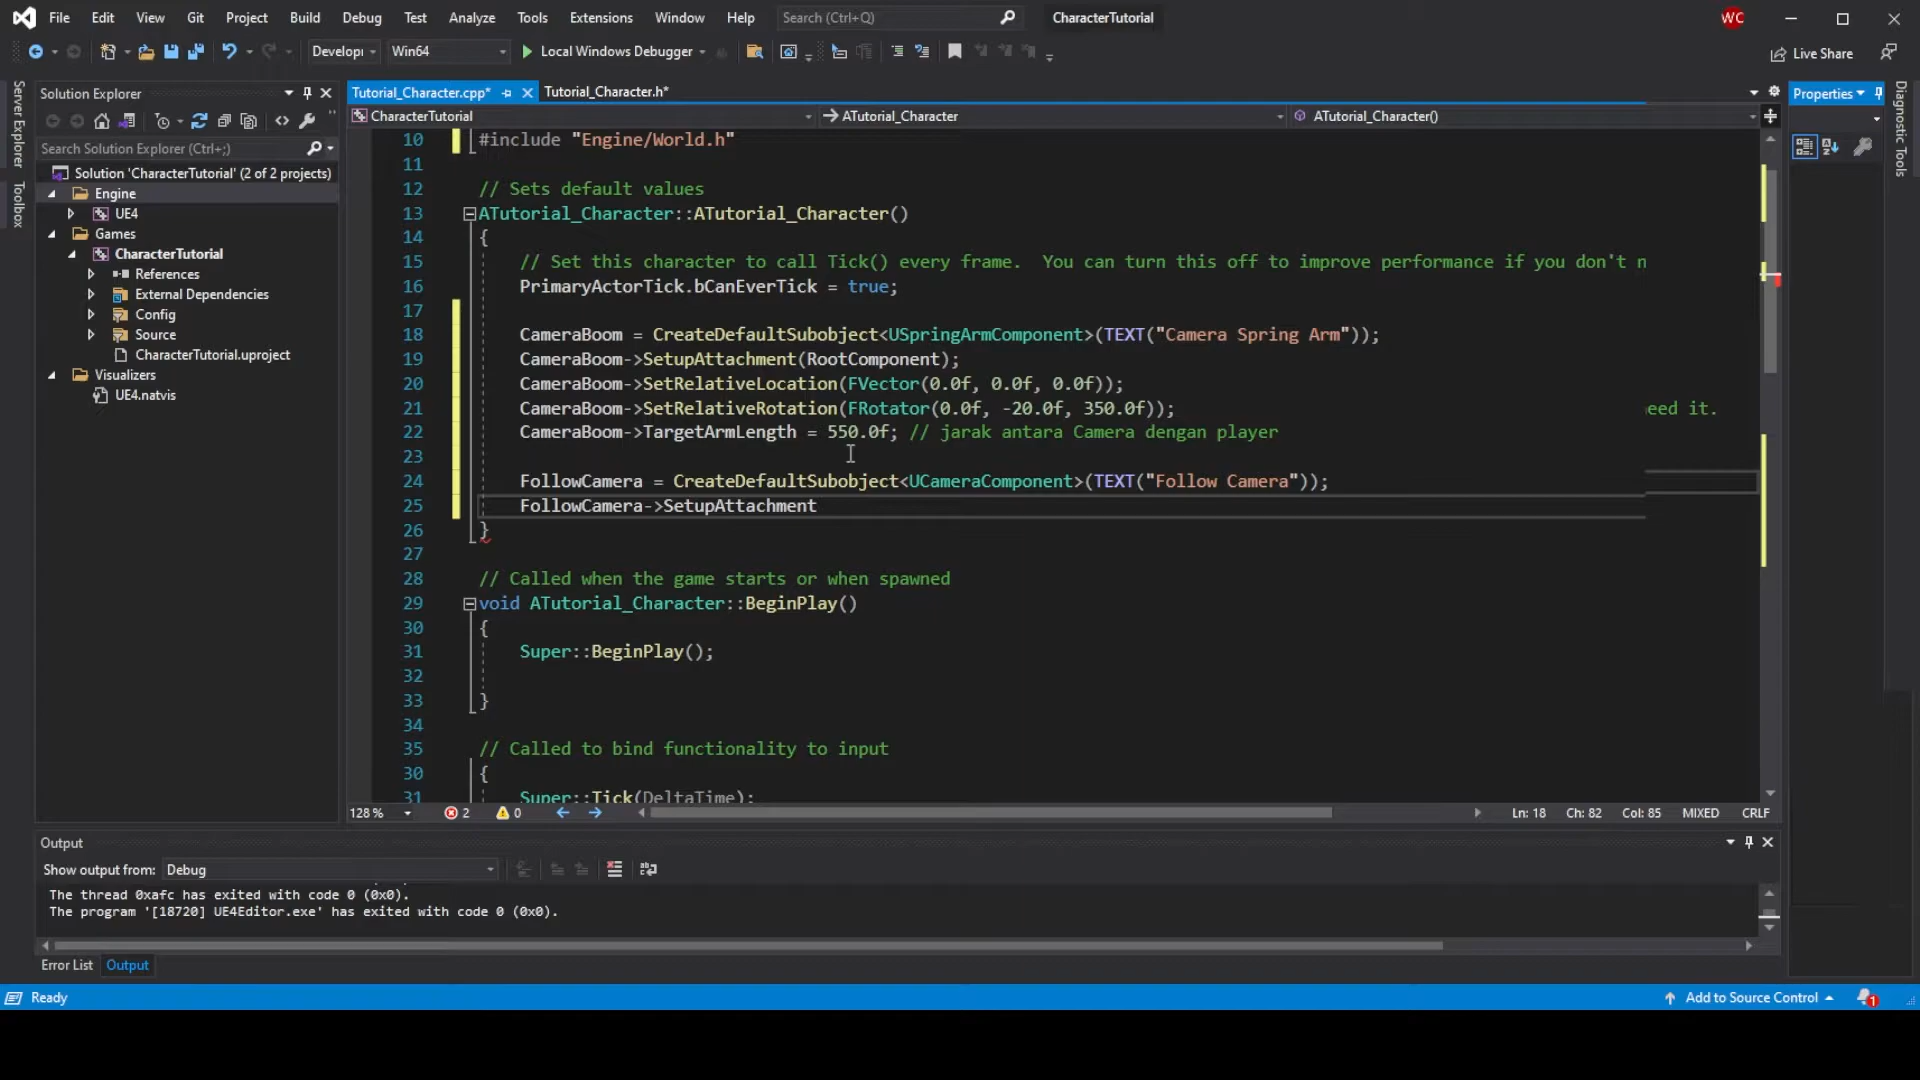 File Edit View Git Project Build Debug Test Analyze Tools Extensions Window Help Search (Ctrl+Q) CharacterTutorial WC
Develop Win64 Local Windows Debugger Live Share
Server Explorer
Toolbox
Solution Explorer
Search Solution Explorer (Ctrl+;)
Solution 'CharacterTutorial' (2 of 2 projects)
Engine
UE4
Games
CharacterTutorial
References
External Dependencies
Config
Source
CharacterTutorial.uproject
Visualizers
UE4.natvis
Tutorial_Character.cpp* Tutorial_Character.h*
CharacterTutorial ATutorial_Character ATutorial_Character()
10 #include "Engine/World.h"
11
12 // Sets default values
13 ATutorial_Character::ATutorial_Character()
14 {
15 // Set this character to call Tick() every frame.  You can turn this off to improve performance if you don't n
16 PrimaryActorTick.bCanEverTick = true;
17
18 CameraBoom = CreateDefaultSubobject<USpringArmComponent>(TEXT("Camera Spring Arm"));
19 CameraBoom->SetupAttachment(RootComponent);
20 CameraBoom->SetRelativeLocation(FVector(0.0f, 0.0f, 0.0f));
21 CameraBoom->SetRelativeRotation(FRotator(0.0f, -20.0f, 350.0f)); eed it.
22 CameraBoom->TargetArmLength = 550.0f; // jarak antara Camera dengan player
23
24 FollowCamera = CreateDefaultSubobject<UCameraComponent>(TEXT("Follow Camera"));
25 FollowCamera->SetupAttachment
26 }
27
28 // Called when the game starts or when spawned
29 void ATutorial_Character::BeginPlay()
30 {
31 Super::BeginPlay();
32
33 }
34
35 // Called to bind functionality to input
30 {
31 Super::Tick(DeltaTime);
128 % 2 0 Ln: 18 Ch: 82 Col: 85 MIXED CRLF
Properties
Diagnostic Tools
Output
Show output from: Debug
The thread 0xafc has exited with code 0 (0x0).
The program '[18720] UE4Editor.exe' has exited with code 0 (0x0).
Error List Output
Ready Add to Source Control 1